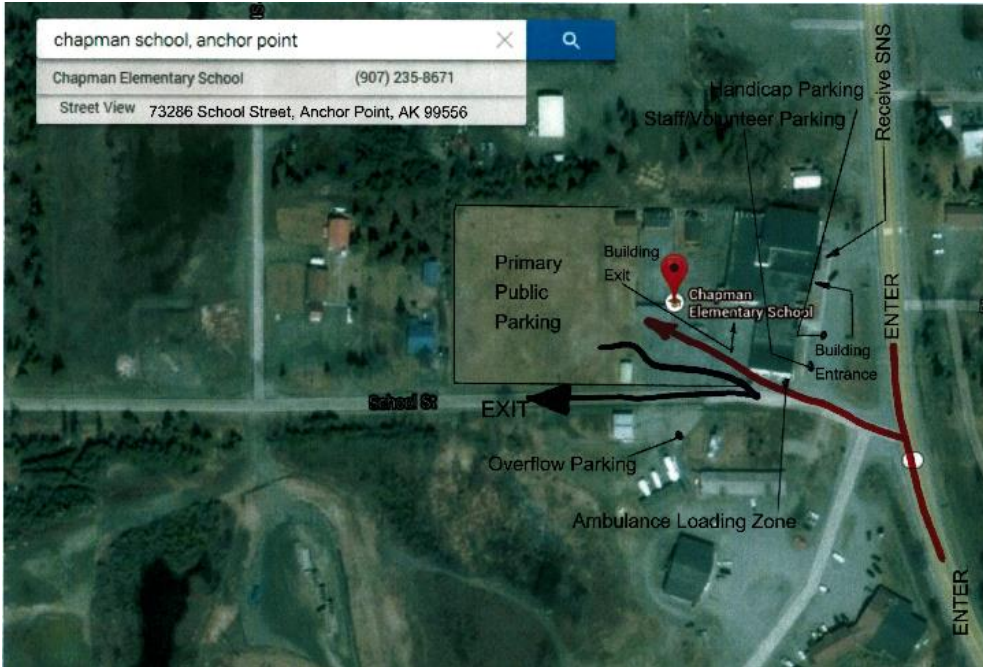 chapman school, anchor point
Chapman Elementary School (907) 235-8671
Street View 73286 School Street, Anchor Point, AK 99556
Handicap Parking
Staff/Volunteer Parking
Receive SNS
Building
Exit
Primary
Public
Parking
Chapman
Elementary School
ENTER
Building
Entrance
School St
EXIT
Overflow Parking
Ambulance Loading Zone
ENTER